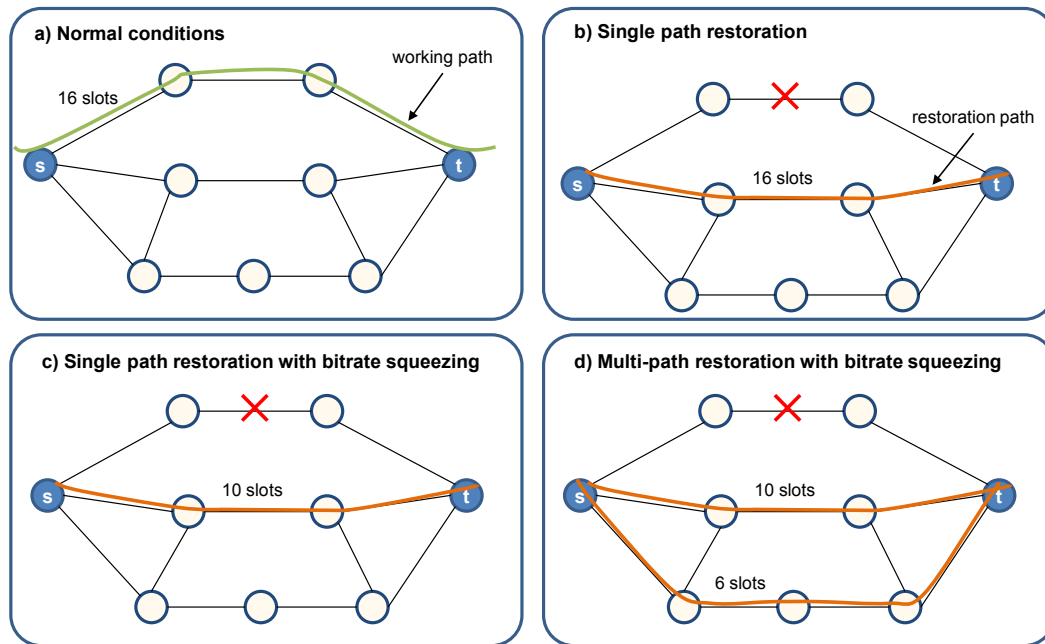 a) Normal conditions
working path
16 slots
s
t
b) Single path restoration
restoration path
16 slots
s
t
c) Single path restoration with bitrate squeezing
10 slots
s
t
d) Multi-path restoration with bitrate squeezing
10 slots
s
t
6 slots